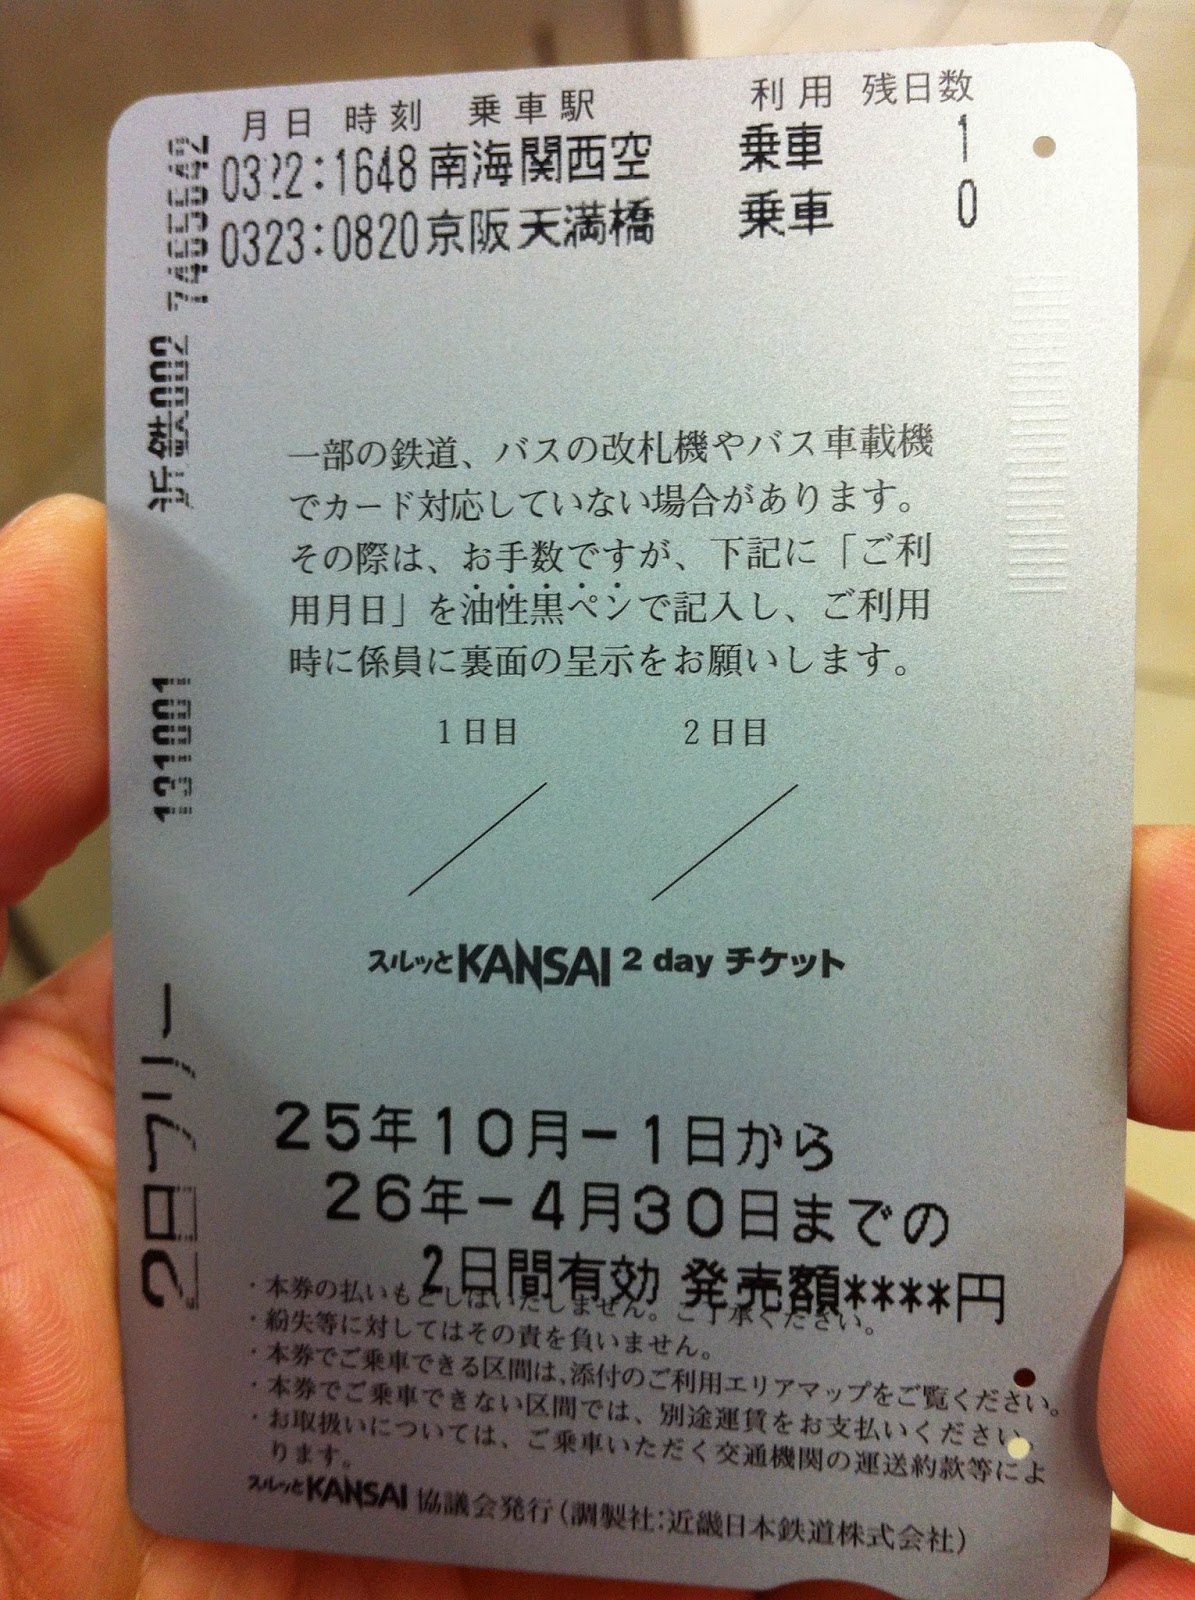 月日 時刻 乗車駅 利用 残日数
0322:1648 南海関西空 乗車 1
0323:0820 京阪天満橋 乗車 0
一部の鉄道、バスの改札機やバス車載機
でカード対応していない場合があります。
その際は、お手数ですが、下記に「ご利
用月日」を油性黒ペンで記入し、ご利用
時に係員に裏面の呈示をお願いします。
1日目 2日目
スルッとKANSAI 2 day チケット
25年10月-1日から
26年-4月30日までの
2日間有効 発売額****円
・本券の払いもどしはいたしません。ご了承ください。
・紛失等に対してはその責を負いません。
・本券でご乗車できる区間は、添付のご利用エリアマップをご覧ください。
・本券でご乗車できない区間では、別途運賃をお支払いください。
・お取扱いについては、ご乗車いただく交通機関の運送約款等によ
ります。
スルッとKANSAI 協議会発行(調製社:近畿日本鉄道株式会社)
2日フリー 131001 近鉄002 7465642